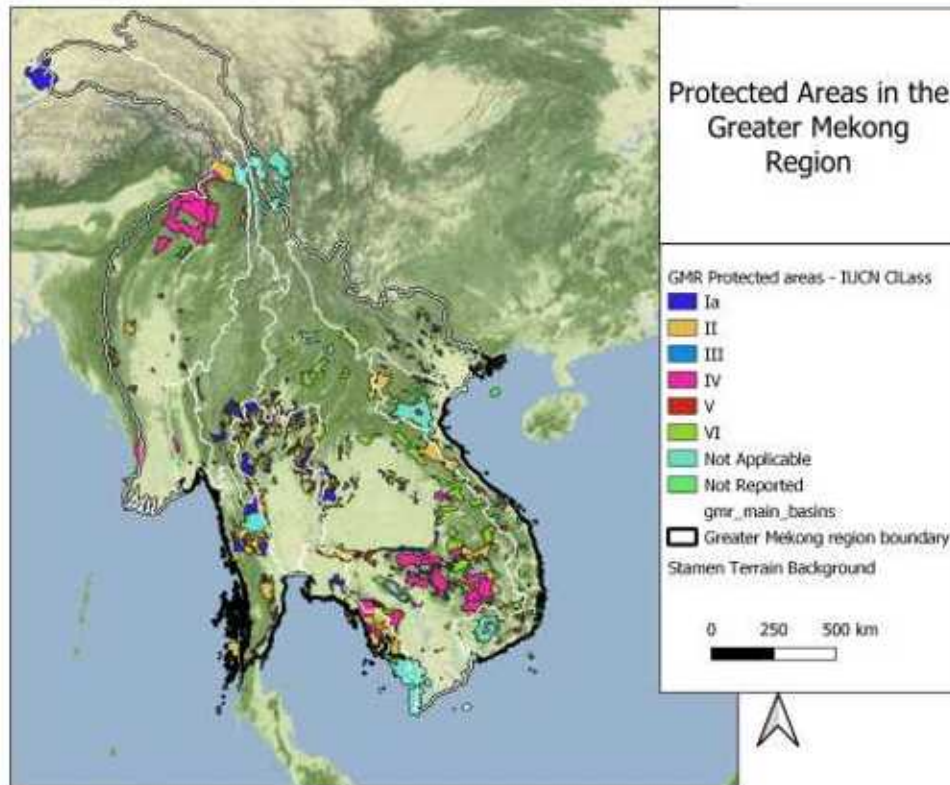 Protected Areas in the
Greater Mekong
Region
GMR Protected areas - IUCN ClLass
Ia
II
III
IV
V
VI
Not Applicable
Not Reported
gmr_main_basins
Greater Mekong region boundary
Stamen Terrain Background
0 250 500 km